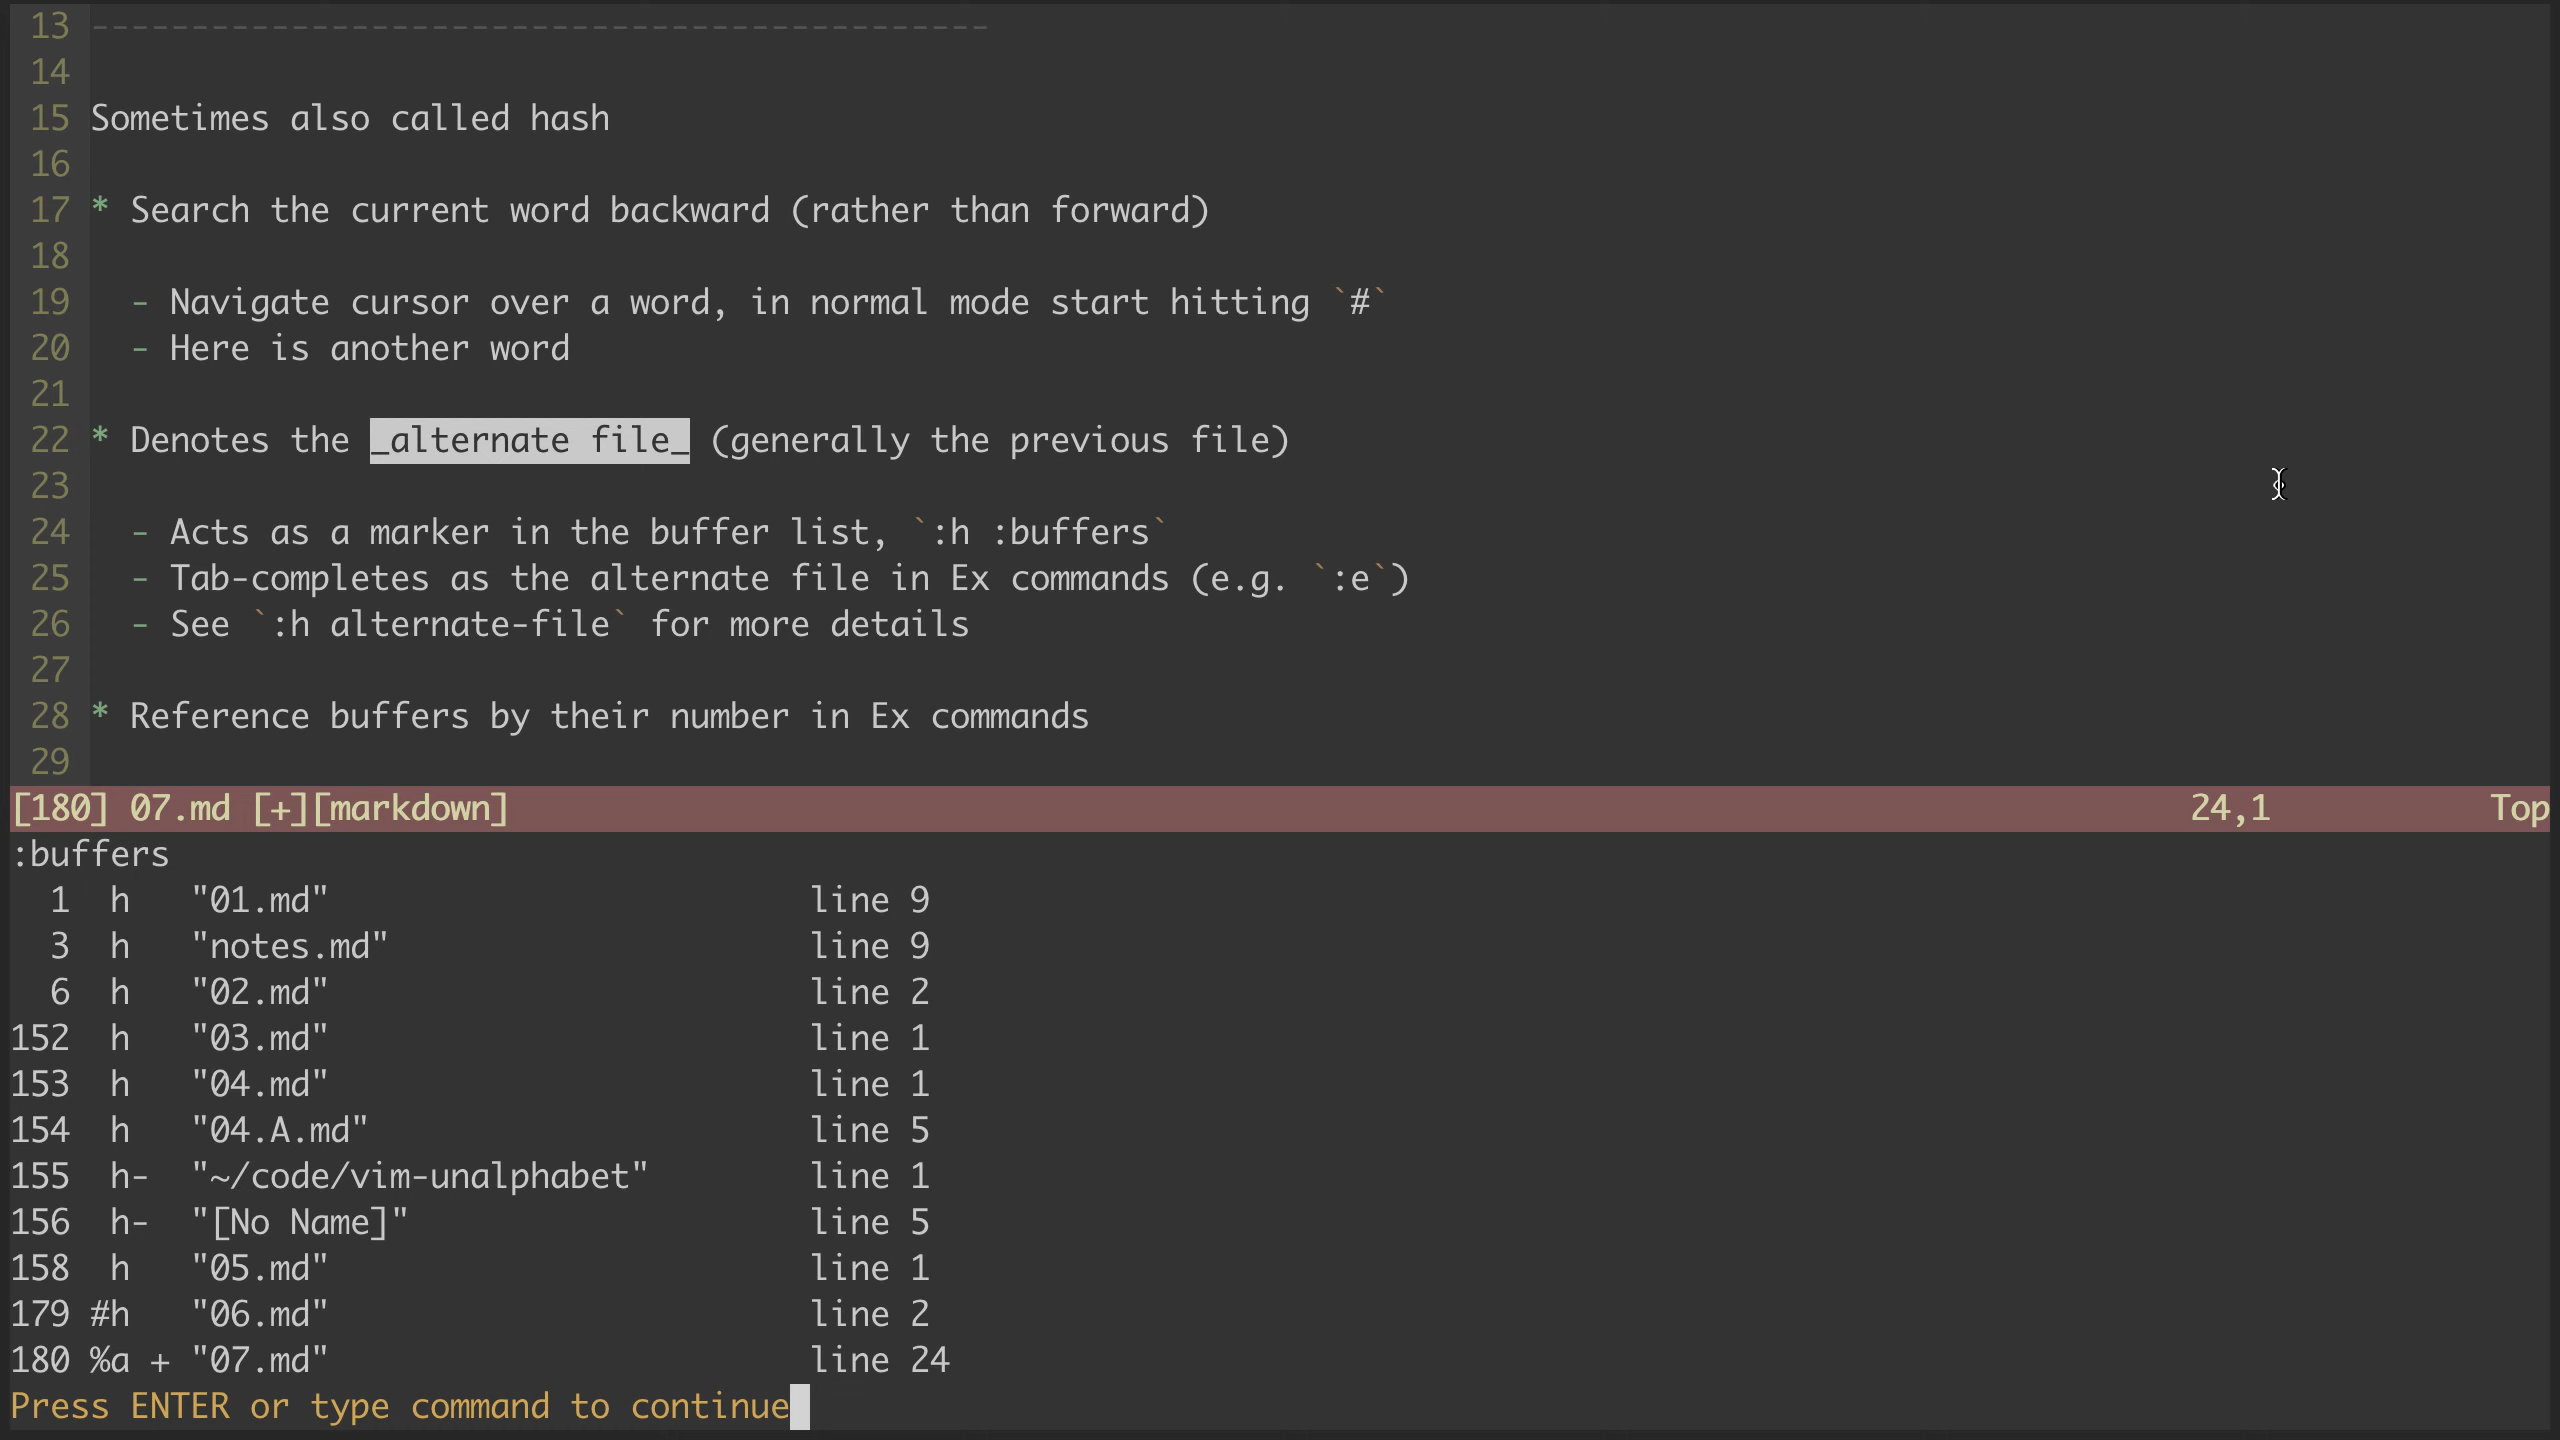 13 ---------------------------------------------
14
15 Sometimes also called hash
16
17 * Search the current word backward (rather than forward)
18
19   - Navigate cursor over a word, in normal mode start hitting `#`
20   - Here is another word
21
22 * Denotes the _alternate file_ (generally the previous file)
23
24   - Acts as a marker in the buffer list, `:h :buffers`
25   - Tab-completes as the alternate file in Ex commands (e.g. `:e`)
26   - See `:h alternate-file` for more details
27
28 * Reference buffers by their number in Ex commands
29
[180] 07.md [+][markdown] 24,1 Top
:buffers
  1  h   "01.md"                        line 9
  3  h   "notes.md"                     line 9
  6  h   "02.md"                        line 2
152  h   "03.md"                        line 1
153  h   "04.md"                        line 1
154  h   "04.A.md"                      line 5
155  h-  "~/code/vim-unalphabet"        line 1
156  h-  "[No Name]"                    line 5
158  h   "05.md"                        line 1
179 #h   "06.md"                        line 2
180 %a + "07.md"                        line 24
Press ENTER or type command to continue